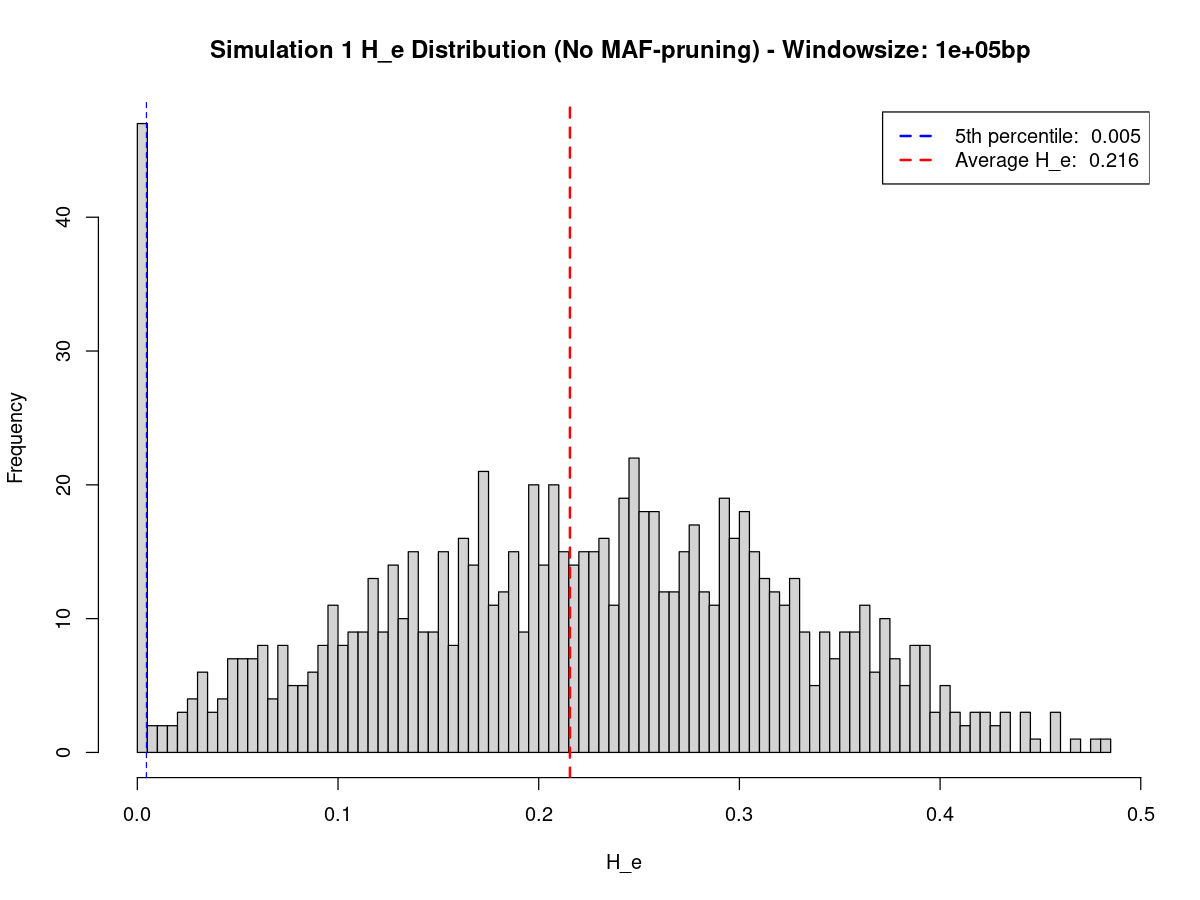 Simulation 1 H_e Distribution (No MAF-pruning) - Windowsize: 1e+05bp
5th percentile: 0.005
Average H_e: 0.216
Frequency
40
30
20
10
0
0.0 0.1 0.2 0.3 0.4 0.5
H_e